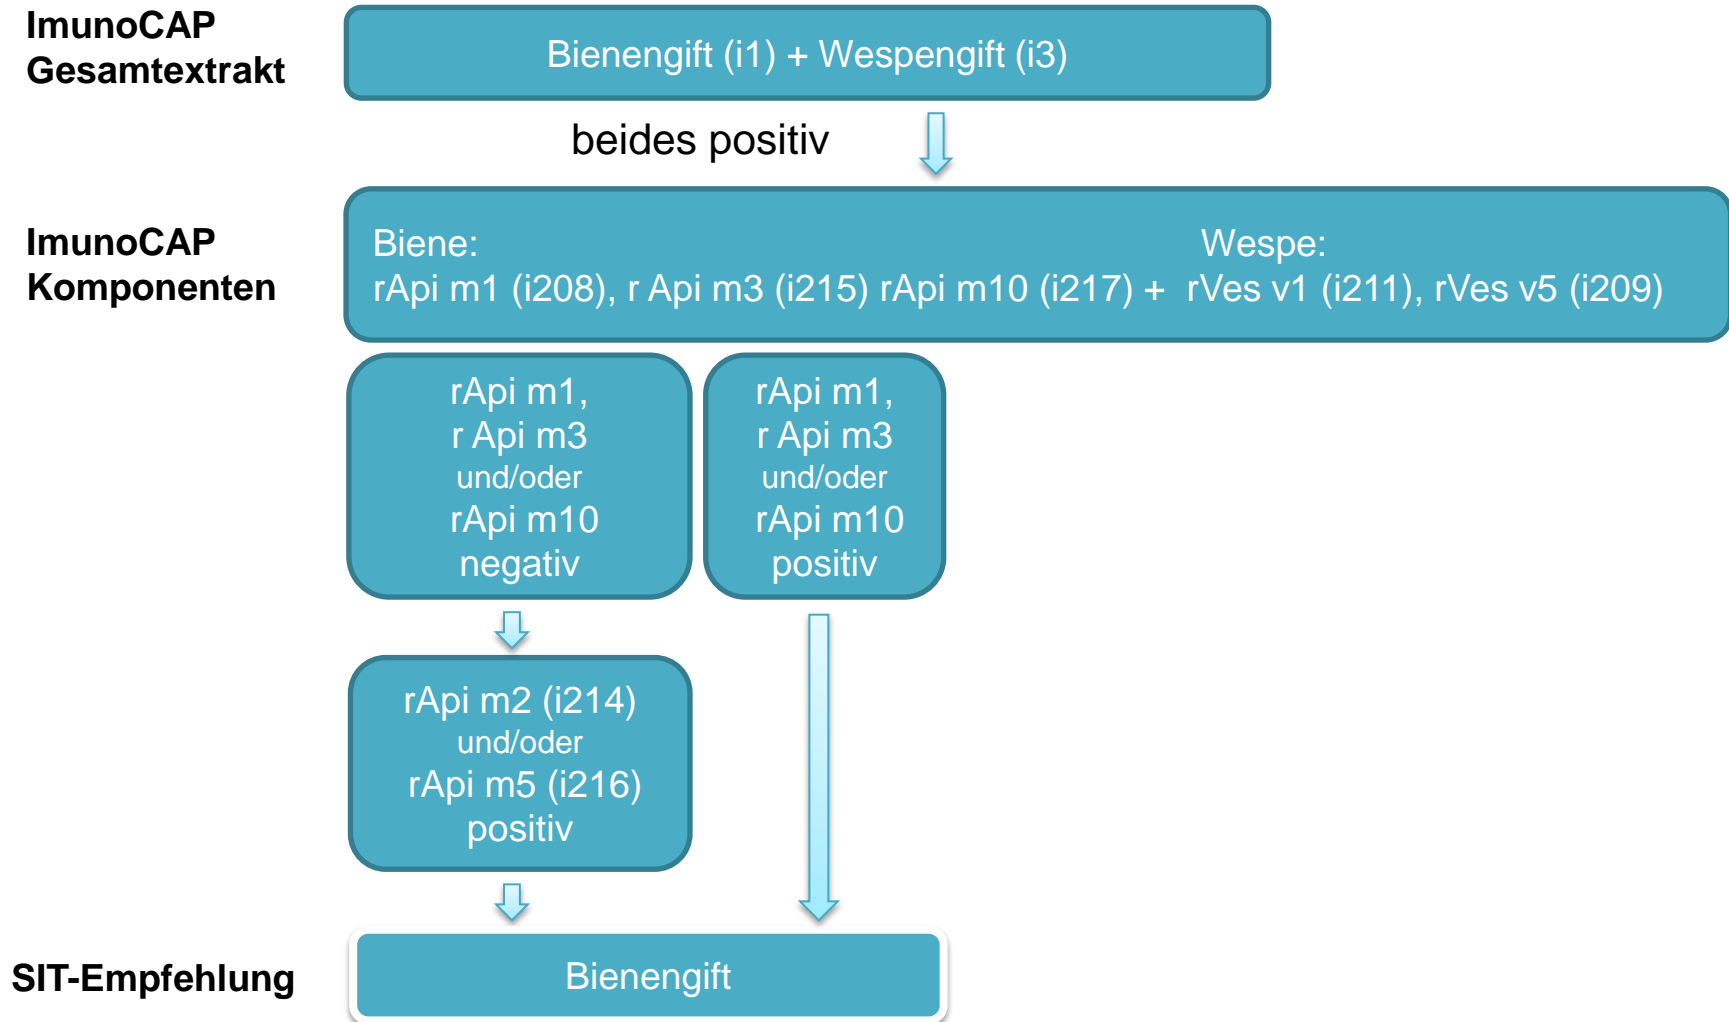 ImunoCAP
Gesamtextrakt
Bienengift (i1) + Wespengift (i3)
beides positiv
ImunoCAP
Komponenten
Biene: Wespe:
rApi m1 (i208), r Api m3 (i215) rApi m10 (i217) + rVes v1 (i211), rVes v5 (i209)
rApi m1,
r Api m3
und/oder
rApi m10
negativ
rApi m1,
r Api m3
und/oder
rApi m10
positiv
rApi m2 (i214)
und/oder
rApi m5 (i216)
positiv
SIT-Empfehlung
Bienengift